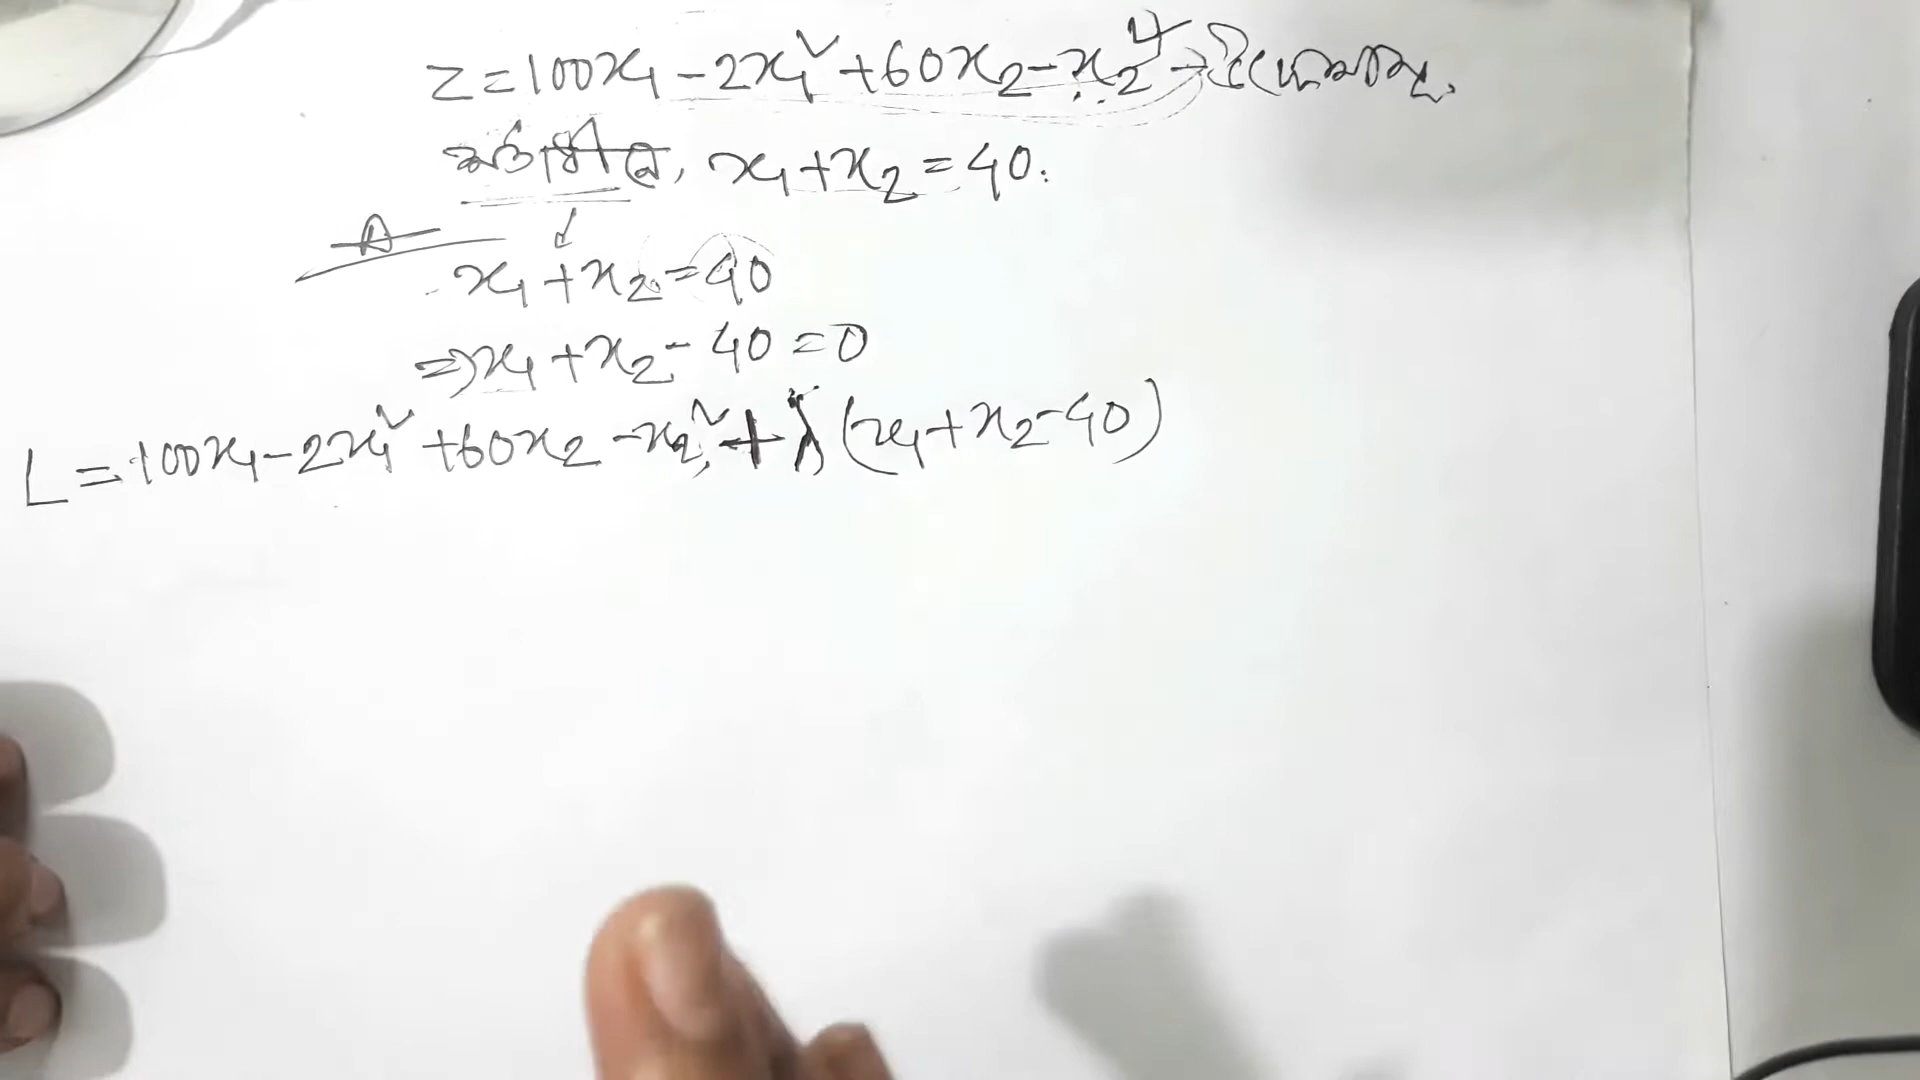 Z = 100x₁ - 2x₁² + 60x₂ - x₂²
শর্ত, x₁ + x₂ = 40.
x₁ + x₂ = 40
⇒ x₁ + x₂ - 40 = 0
L = 100x₁ - 2x₁² + 60x₂ - x₂² + λ (x₁ + x₂ - 40)